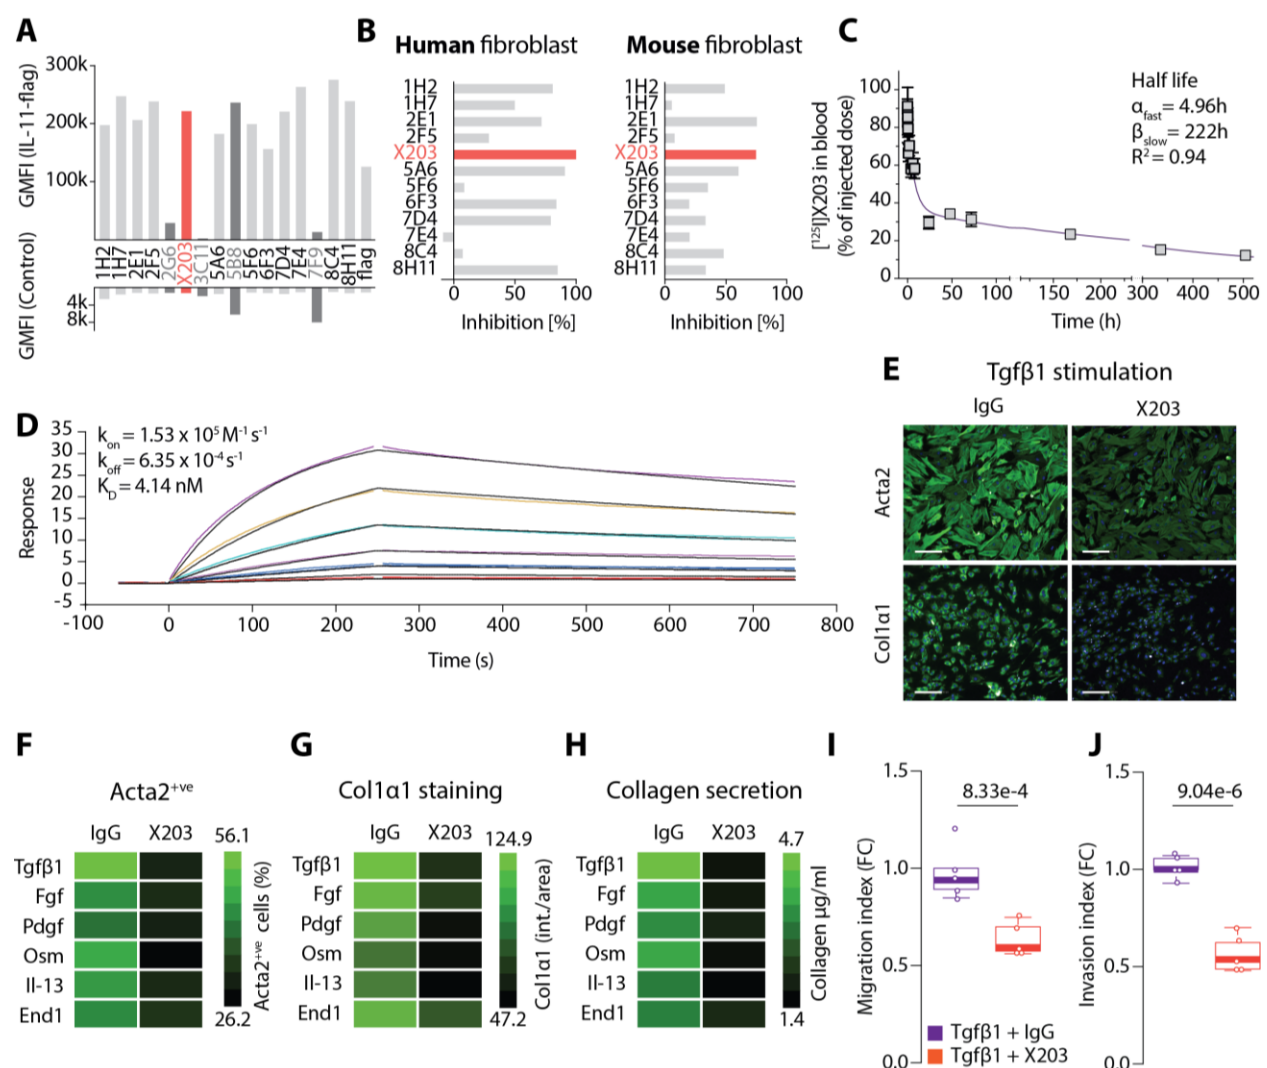 A
GMFI (IL-11-flag)
GMFI (Control)
300k
200k
100k
4k
8k
1H2
1H7
2E1
2F5
2G6
X203
3C11
5A6
5B8
5F6
6F3
7D4
7E4
7F9
8C4
8H11
flag
B
Human fibroblast
1H2
1H7
2E1
2F5
X203
5A6
5F6
6F3
7D4
7E4
8C4
8H11
0
50
100
Inhibition [%]
Mouse fibroblast
1H2
1H7
2E1
2F5
X203
5A6
5F6
6F3
7D4
7E4
8C4
8H11
0
50
100
Inhibition [%]
C
[¹²⁵I]X203 in blood
(% of injected dose)
100
80
60
40
20
0
0
50
100
150
200
300
400
500
Time (h)
Half life
α_fast = 4.96h
β_slow = 222h
R² = 0.94
D
Response
35
30
25
20
15
10
5
0
-5
k_on = 1.53 x 10⁵ M⁻¹ s⁻¹
k_off = 6.35 x 10⁻⁴ s⁻¹
K_D = 4.14 nM
-100
0
100
200
300
400
500
600
700
800
Time (s)
E
Tgfβ1 stimulation
IgG
X203
Acta2
Col1α1
F
Acta2⁺ᵛᵉ
IgG
X203
56.1
Tgfβ1
Fgf
Pdgf
Osm
Il-13
End1
26.2
Acta2⁺ᵛᵉ cells (%)
G
Col1α1 staining
IgG
X203
124.9
Tgfβ1
Fgf
Pdgf
Osm
Il-13
End1
47.2
Col1α1 (int./area)
H
Collagen secretion
IgG
X203
4.7
Tgfβ1
Fgf
Pdgf
Osm
Il-13
End1
1.4
Collagen µg/ml
I
Migration index (FC)
1.5
1.0
0.5
0.0
8.33e-4
Tgfβ1 + IgG
Tgfβ1 + X203
J
Invasion index (FC)
1.5
1.0
0.5
0.0
9.04e-6